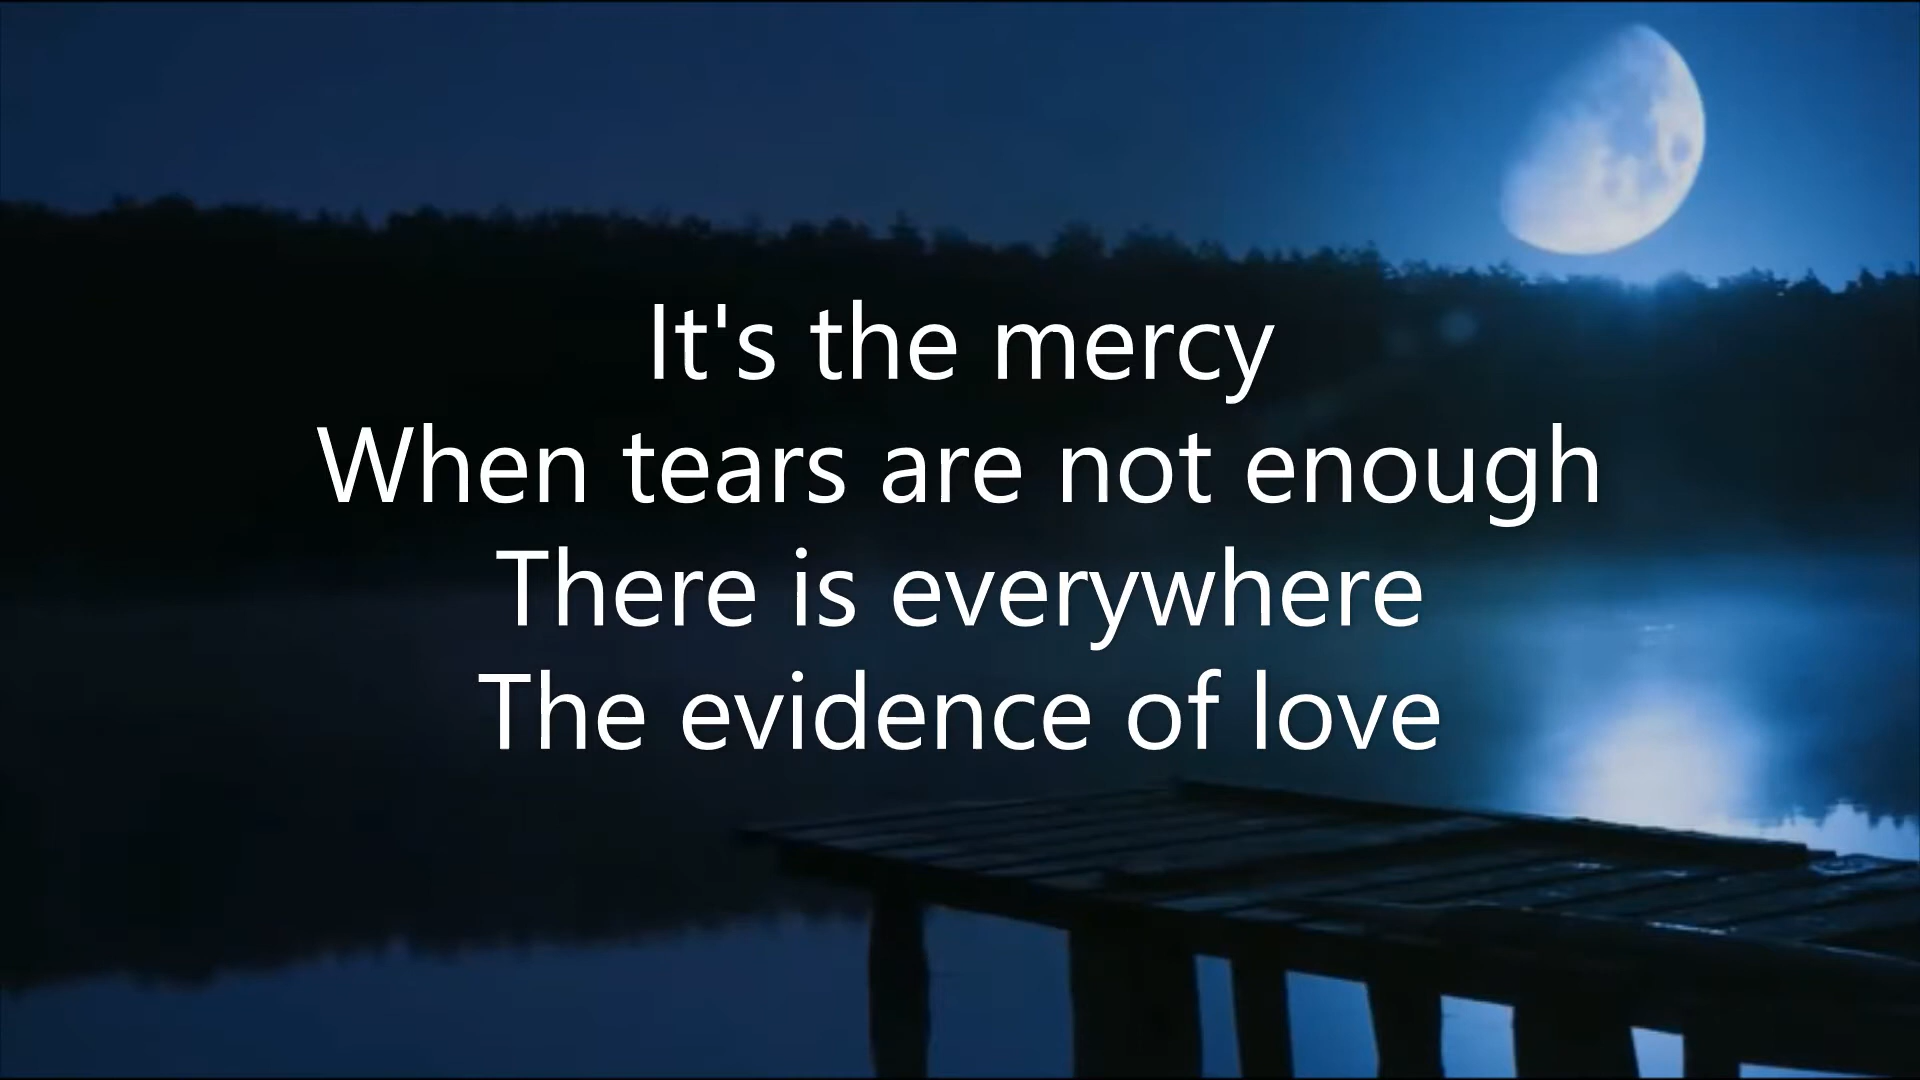 It's the mercy
When tears are not enough
There is everywhere
The evidence of love